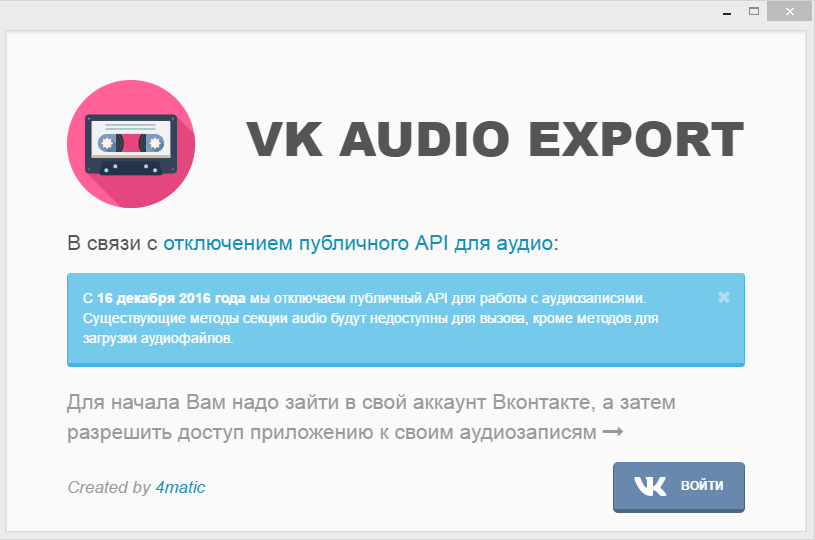 VK AUDIO EXPORT
В связи с отключением публичного API для аудио:
С 16 декабря 2016 года мы отключаем публичный API для работы с аудиозаписями.
Существующие методы секции audio будут недоступны для вызова, кроме методов для
загрузки аудиофайлов.
Для начала Вам надо зайти в свой аккаунт Вконтакте, а затем
разрешить доступ приложению к своим аудиозаписям →
Created by 4matic
ВОЙТИ